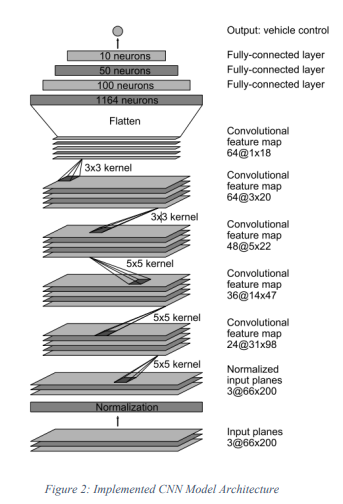 Output: vehicle control
10 neurons
Fully-connected layer
50 neurons
Fully-connected layer
100 neurons
Fully-connected layer
1164 neurons
Flatten
Convolutional
feature map
64@1x18
3x3 kernel
Convolutional
feature map
64@3x20
3x3 kernel
Convolutional
feature map
48@5x22
5x5 kernel
Convolutional
feature map
36@14x47
5x5 kernel
Convolutional
feature map
24@31x98
5x5 kernel
Normalized
input planes
3@66x200
Normalization
Input planes
3@66x200
Figure 2: Implemented CNN Model Architecture